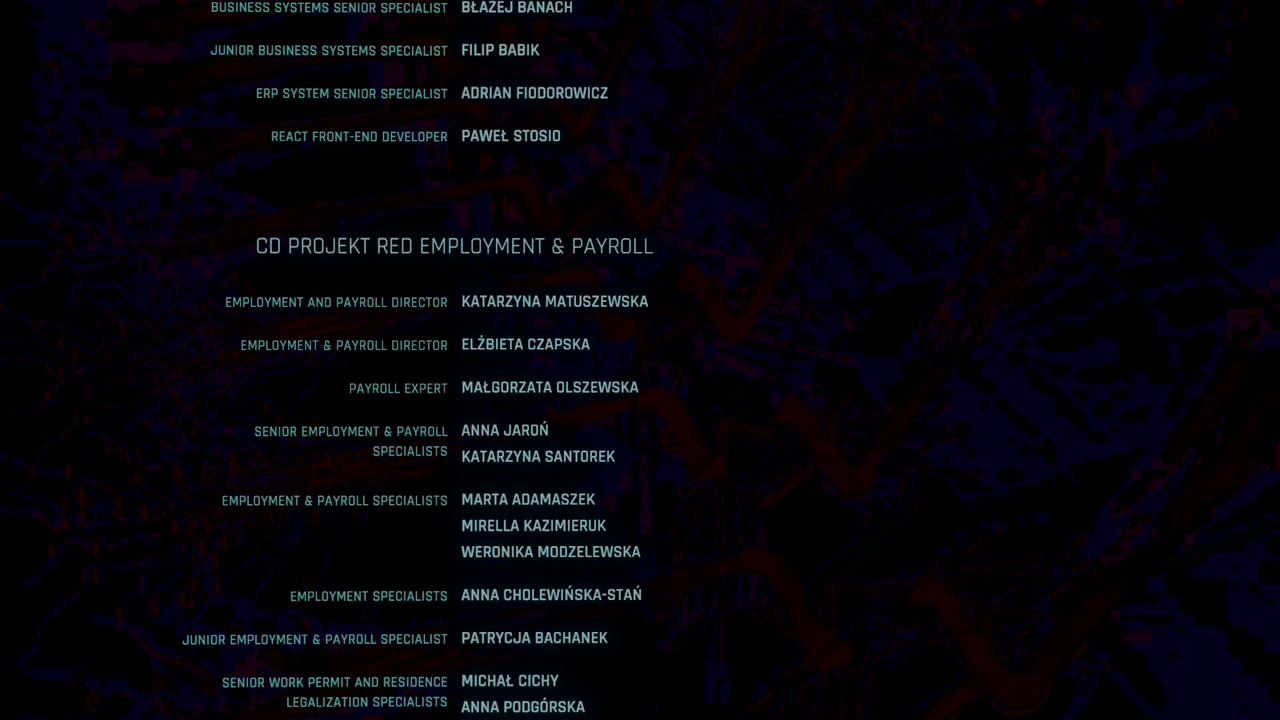 BUSINESS SYSTEMS SENIOR SPECIALIST BŁAŻEJ BANACH
JUNIOR BUSINESS SYSTEMS SPECIALIST FILIP BABIK
ERP SYSTEM SENIOR SPECIALIST ADRIAN FIODOROWICZ
REACT FRONT-END DEVELOPER PAWEŁ STOSIO
CD PROJEKT RED EMPLOYMENT & PAYROLL
EMPLOYMENT AND PAYROLL DIRECTOR KATARZYNA MATUSZEWSKA
EMPLOYMENT & PAYROLL DIRECTOR ELŻBIETA CZAPSKA
PAYROLL EXPERT MAŁGORZATA OLSZEWSKA
SENIOR EMPLOYMENT & PAYROLL ANNA JAROŃ
SPECIALISTS KATARZYNA SANTOREK
EMPLOYMENT & PAYROLL SPECIALISTS MARTA ADAMASZEK
MIRELLA KAZIMIERUK
WERONIKA MODZELEWSKA
EMPLOYMENT SPECIALISTS ANNA CHOLEWIŃSKA-STAŃ
JUNIOR EMPLOYMENT & PAYROLL SPECIALIST PATRYCJA BACHANEK
SENIOR WORK PERMIT AND RESIDENCE MICHAŁ CICHY
LEGALIZATION SPECIALISTS ANNA PODGÓRSKA